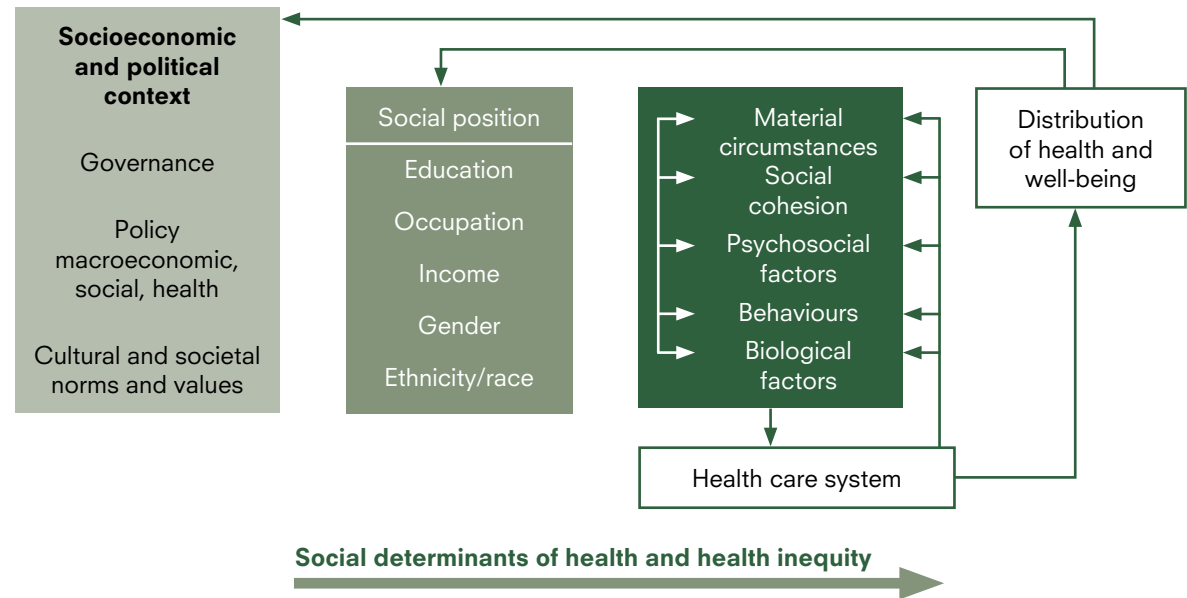 Socioeconomic
and political
context
Governance
Policy
macroeconomic,
social, health
Cultural and societal
norms and values
Social position
Education
Occupation
Income
Gender
Ethnicity/race
Material
circumstances
Social
cohesion
Psychosocial
factors
Behaviours
Biological
factors
Health care system
Distribution
of health and
well-being
Social determinants of health and health inequity